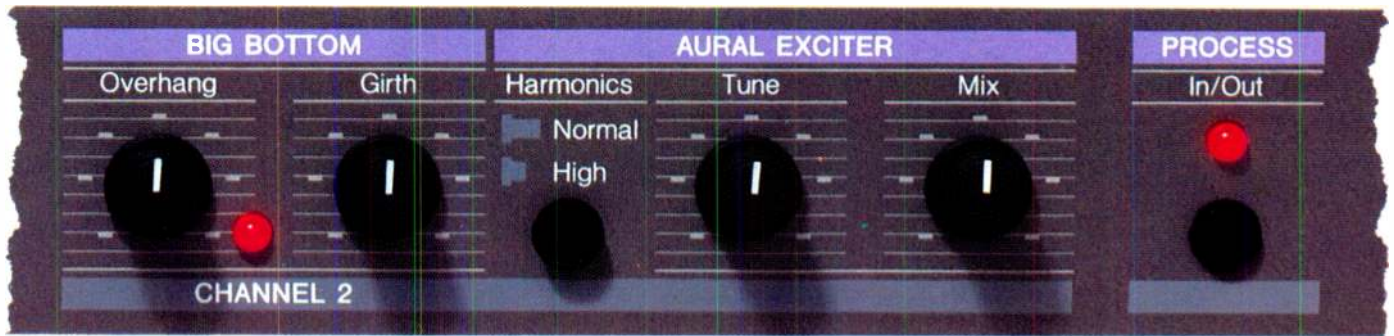 BIG BOTTOM AURAL EXCITER PROCESS
Overhang Girth Harmonics Tune Mix In/Out
Normal
High
CHANNEL 2